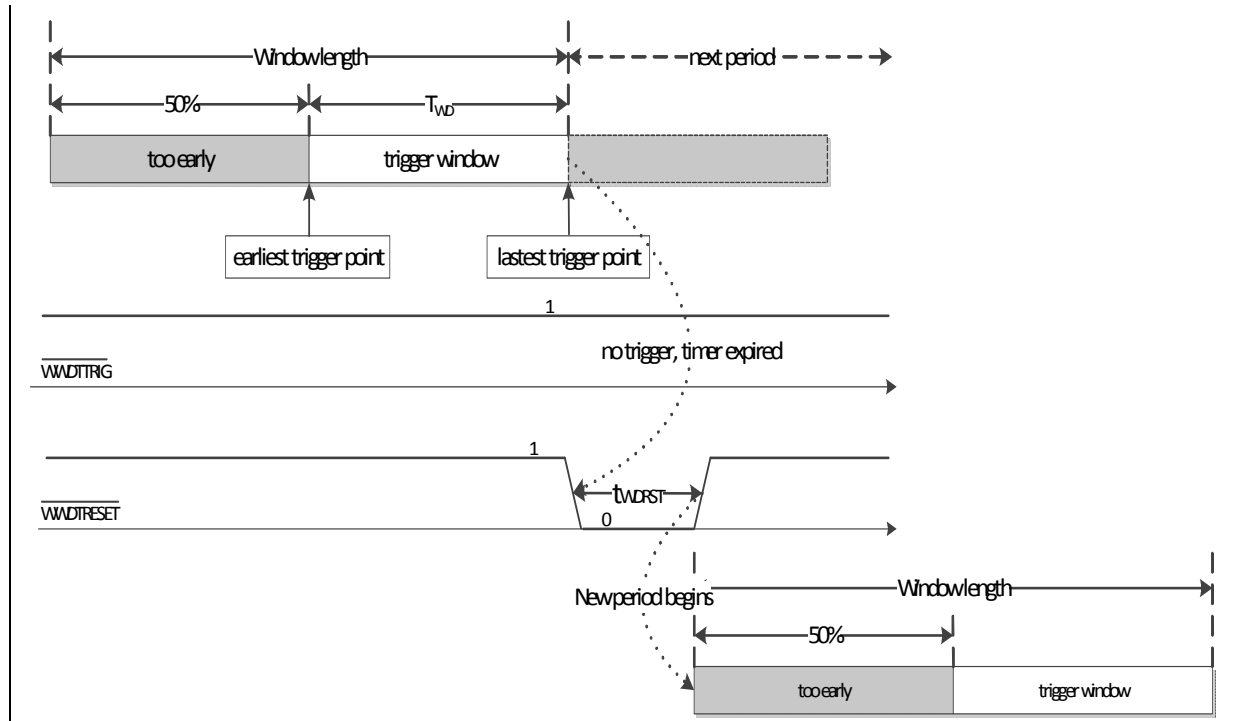 Window length
next period
50%
TWD
too early
trigger window
earliest trigger point
lastest trigger point
1
no trigger, timer expired
WWDTTRIG
1
tWDRST
WWDTRESET
0
New period begins
Window length
50%
too early
trigger window